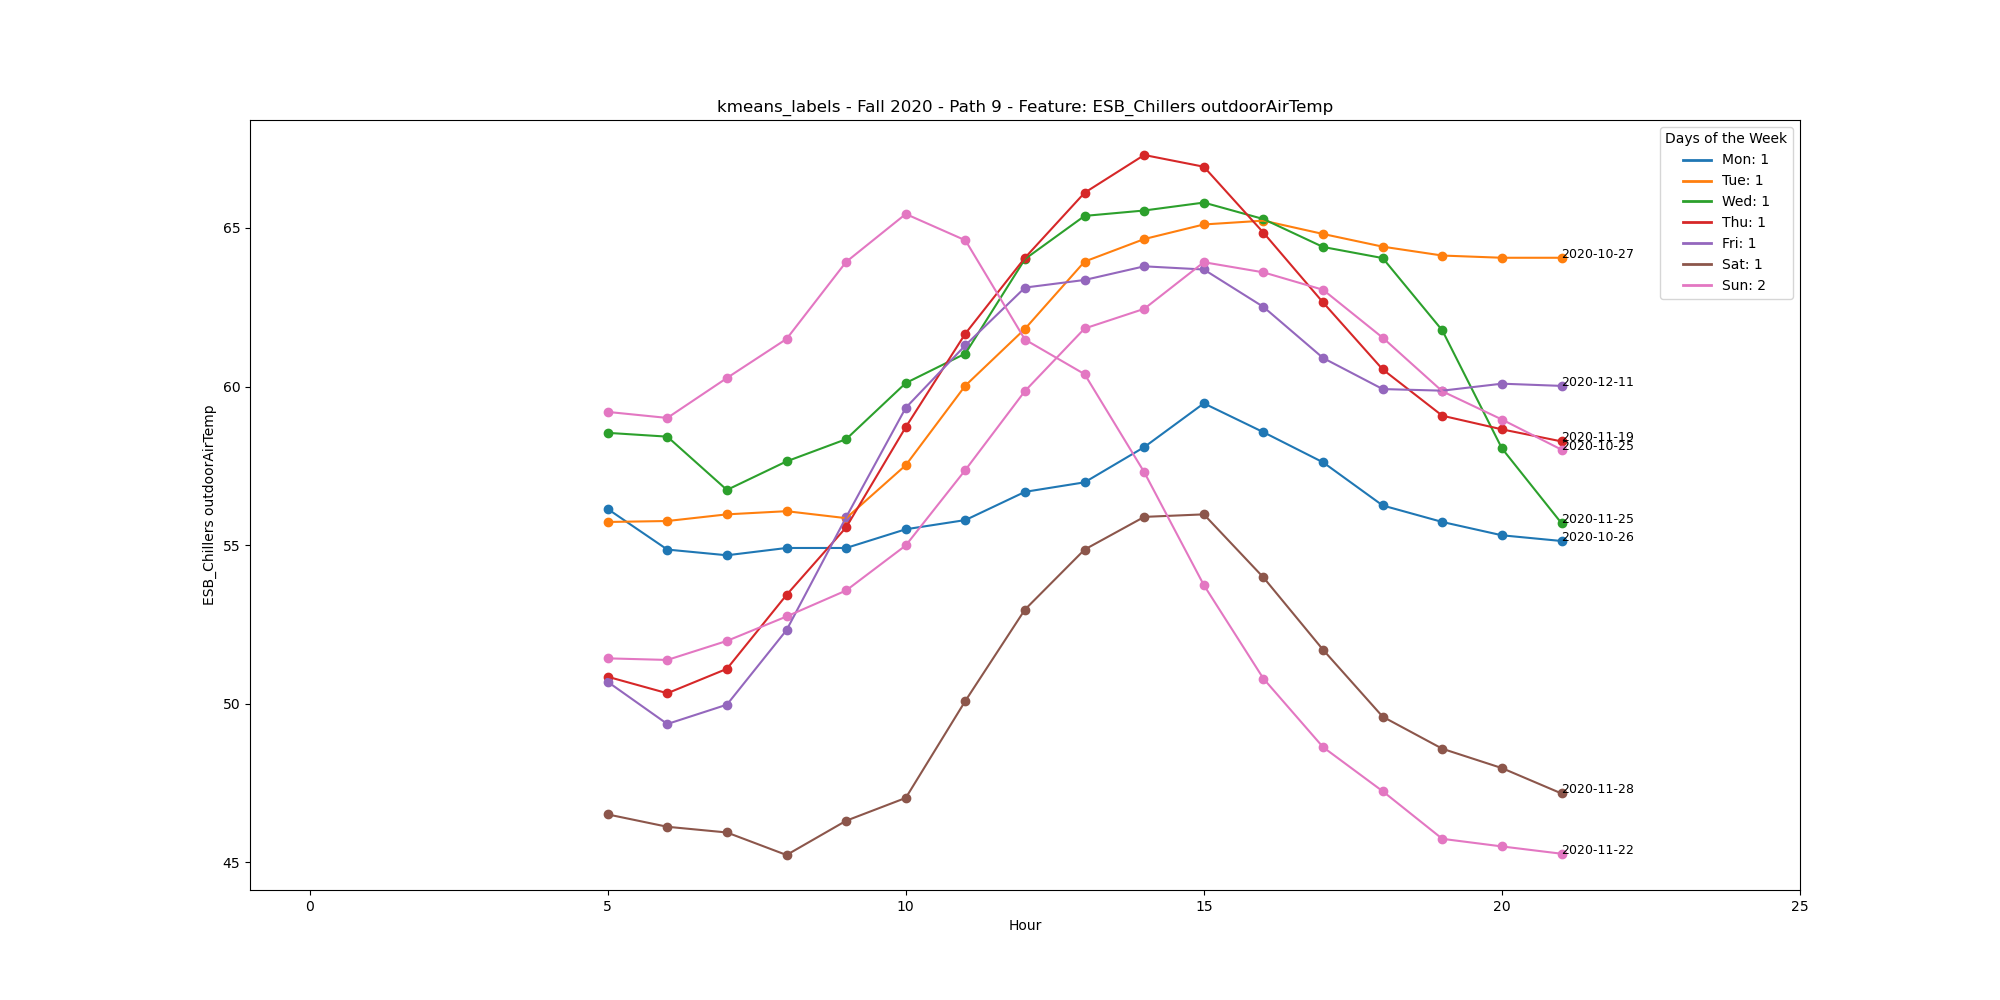 kmeans_labels - Fall 2020 - Path 9 - Feature: ESB_Chillers outdoorAirTemp
Days of the Week
Mon: 1
Tue: 1
Wed: 1
Thu: 1
Fri: 1
Sat: 1
Sun: 2
65
60
55
50
45
ESB_Chillers outdoorAirTemp
2020-10-27
2020-12-11
2020-11-19
2020-10-25
2020-11-25
2020-10-26
2020-11-28
2020-11-22
0 5 10 15 20 25
Hour